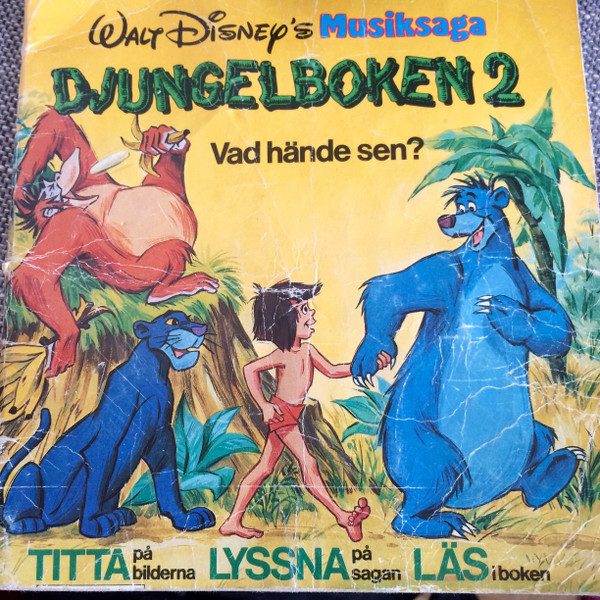 WALT DISNEY'S Musiksaga
DJUNGELBOKEN 2
Vad hände sen?
TITTA på bilderna LYSSNA på sagan LÄS i boken